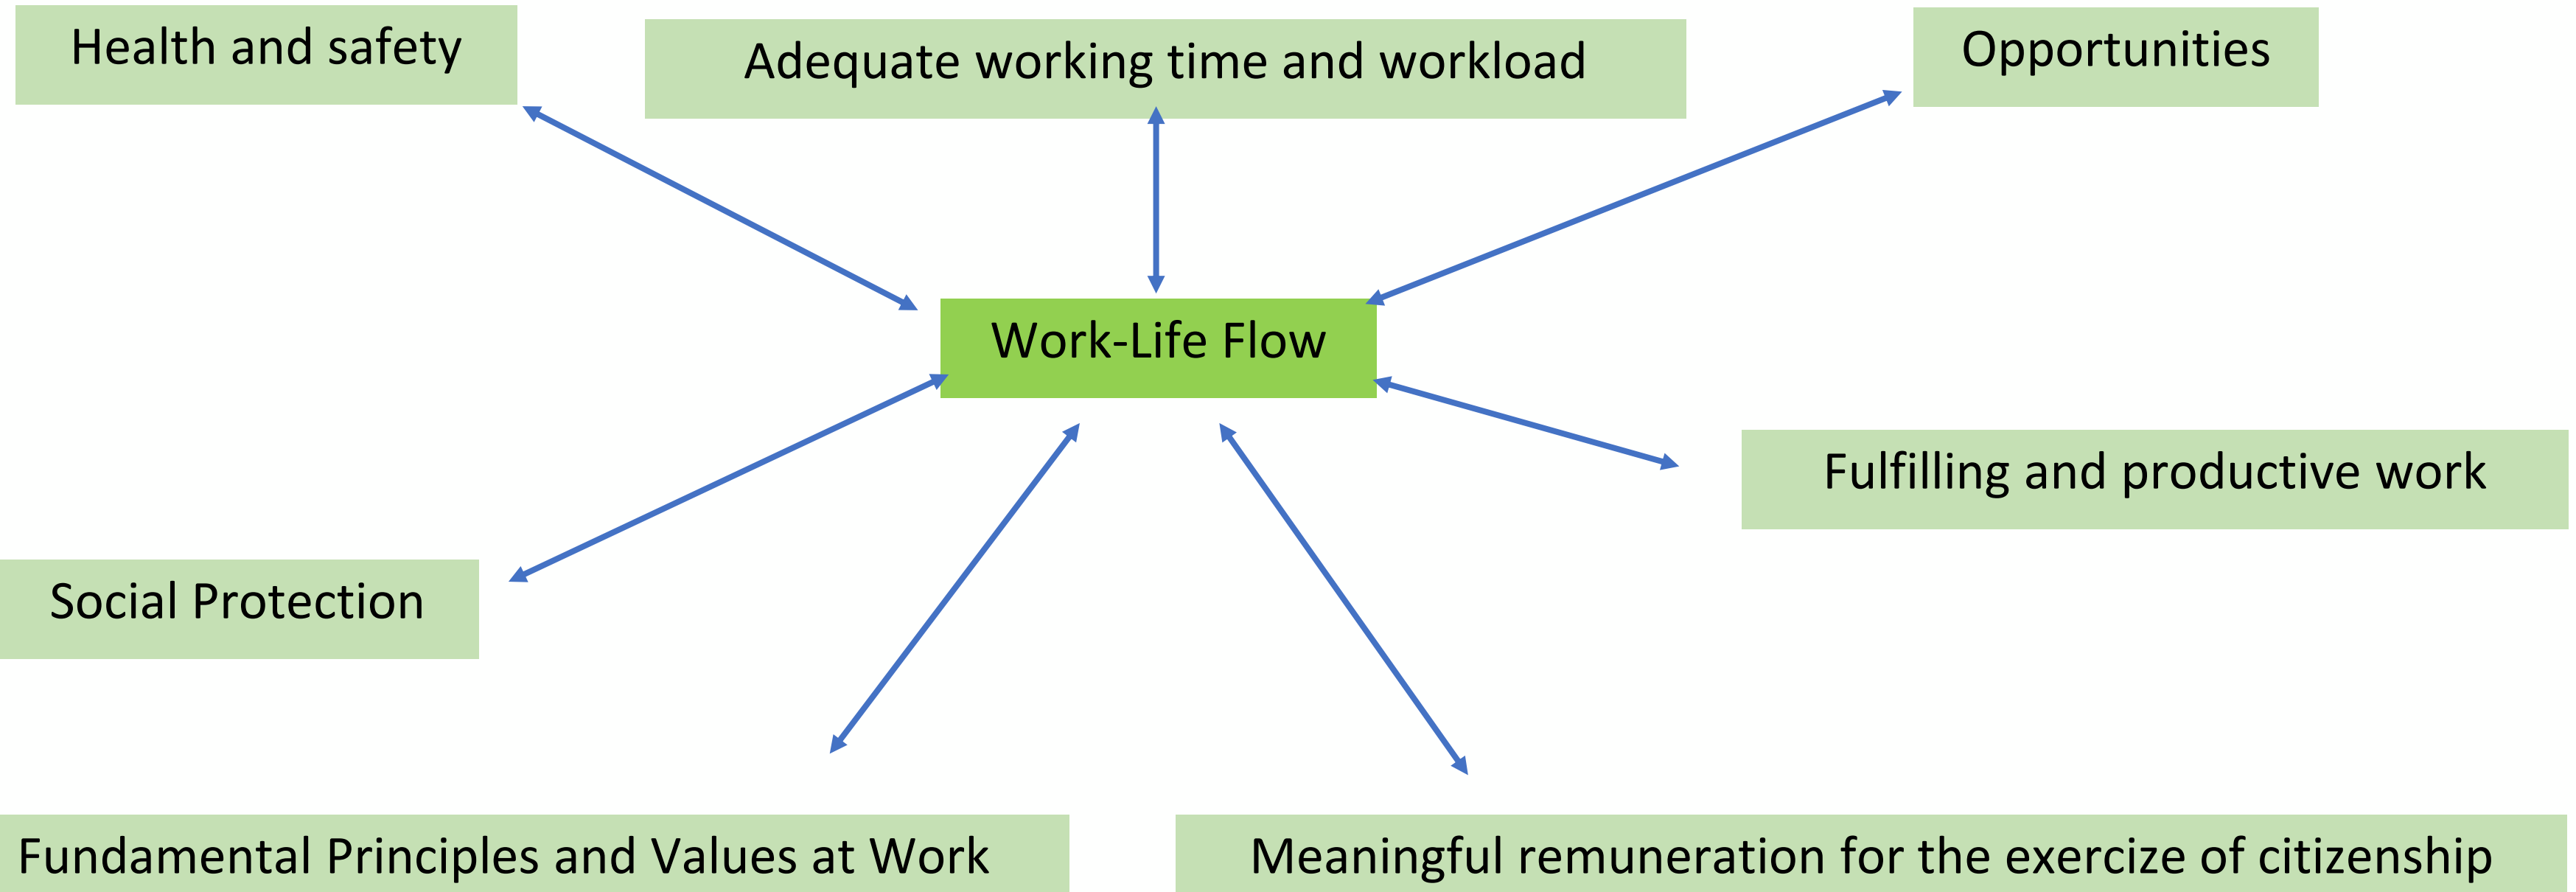 Health and safety
Adequate working time and workload
Opportunities
Work-Life Flow
Fulfilling and productive work
Social Protection
Fundamental Principles and Values at Work
Meaningful remuneration for the exercize of citizenship